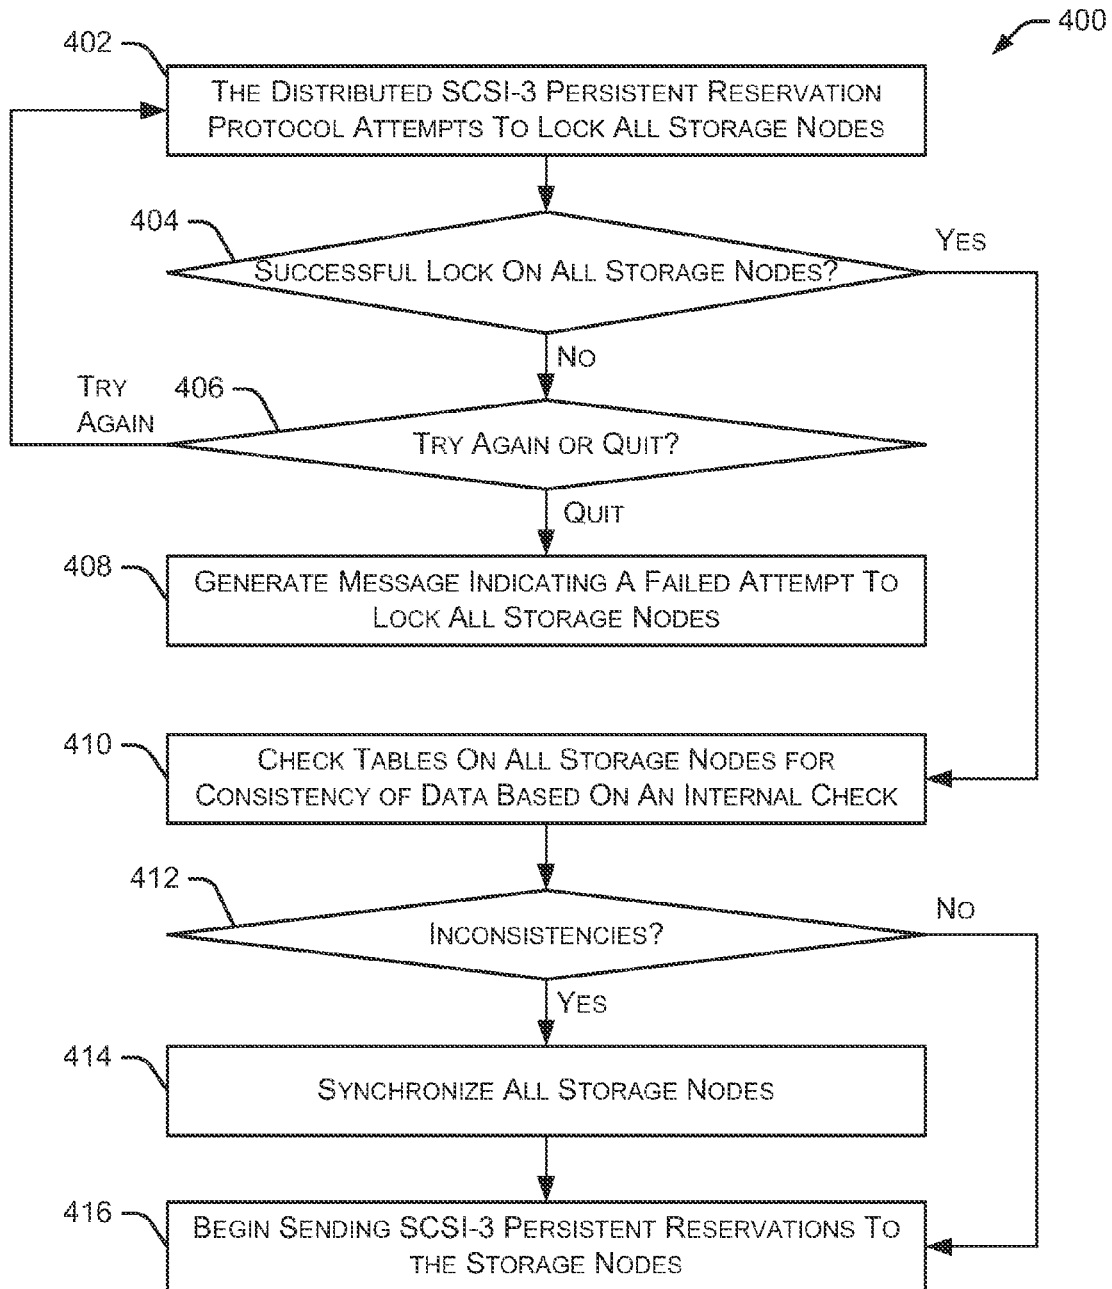 400
402
THE DISTRIBUTED SCSI-3 PERSISTENT RESERVATION
PROTOCOL ATTEMPTS TO LOCK ALL STORAGE NODES
404
YES
SUCCESSFUL LOCK ON ALL STORAGE NODES?
NO
TRY
AGAIN
406
TRY AGAIN OR QUIT?
QUIT
408
GENERATE MESSAGE INDICATING A FAILED ATTEMPT TO
LOCK ALL STORAGE NODES
410
CHECK TABLES ON ALL STORAGE NODES FOR
CONSISTENCY OF DATA BASED ON AN INTERNAL CHECK
412
NO
INCONSISTENCIES?
YES
414
SYNCHRONIZE ALL STORAGE NODES
416
BEGIN SENDING SCSI-3 PERSISTENT RESERVATIONS TO
THE STORAGE NODES